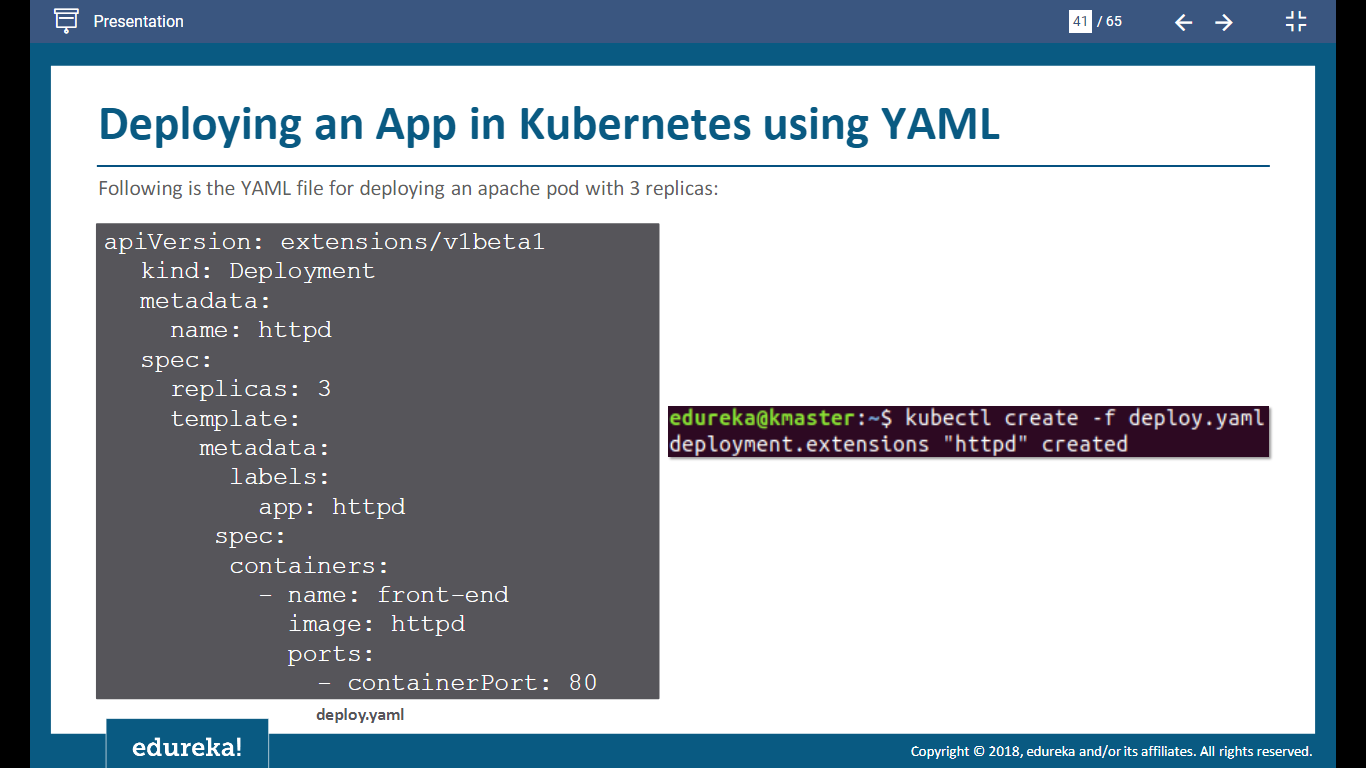 Presentation
41 / 65
Deploying an App in Kubernetes using YAML
Following is the YAML file for deploying an apache pod with 3 replicas:
apiVersion: extensions/v1beta1
kind: Deployment
metadata:
name: httpd
spec:
replicas: 3
template:
metadata:
labels:
app: httpd
spec:
containers:
- name: front-end
image: httpd
ports:
- containerPort: 80
deploy.yaml
edureka@kmaster:~$ kubectl create -f deploy.yaml
deployment.extensions "httpd" created
edureka!
Copyright © 2018, edureka and/or its affiliates. All rights reserved.